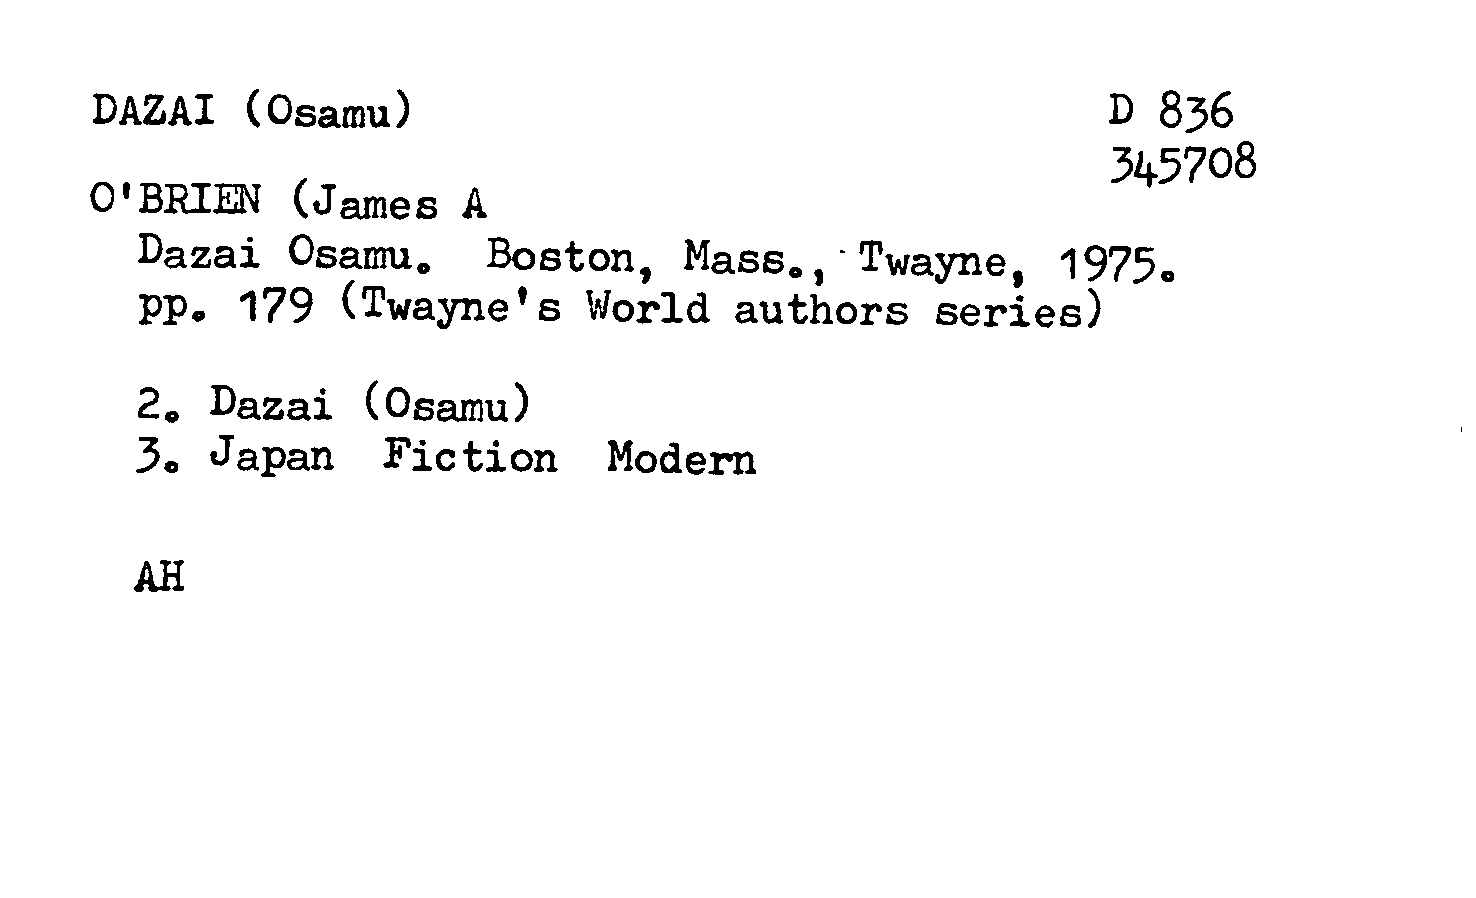 DAZAI (Osamu) D 836
345708
O'BRIEN (James A
Dazai Osamu. Boston, Mass., Twayne, 1975.
pp. 179 (Twayne's World authors series)
2. Dazai (Osamu)
3. Japan Fiction Modern
AH